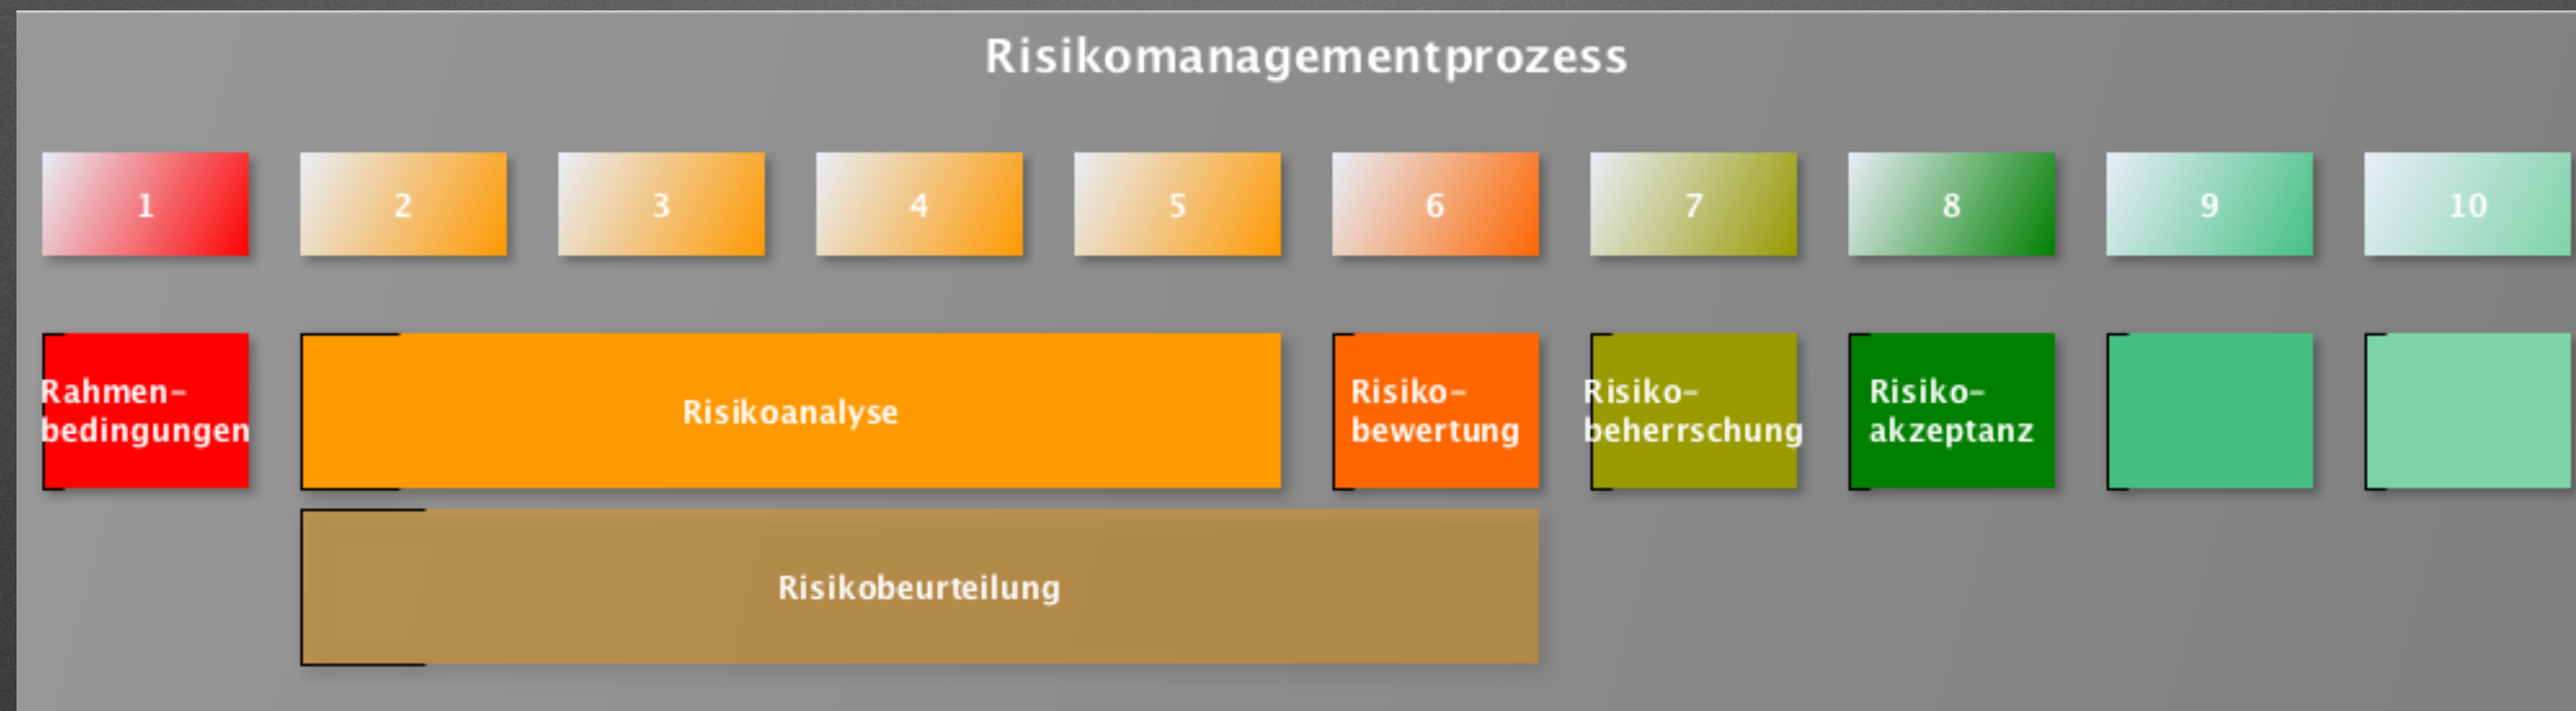 Risikomanagementprozess
1 2 3 4 5 6 7 8 9 10
Rahmen-
bedingungen
Risikoanalyse
Risiko-
bewertung
Risiko-
beherrschung
Risiko-
akzeptanz
Risikobeurteilung